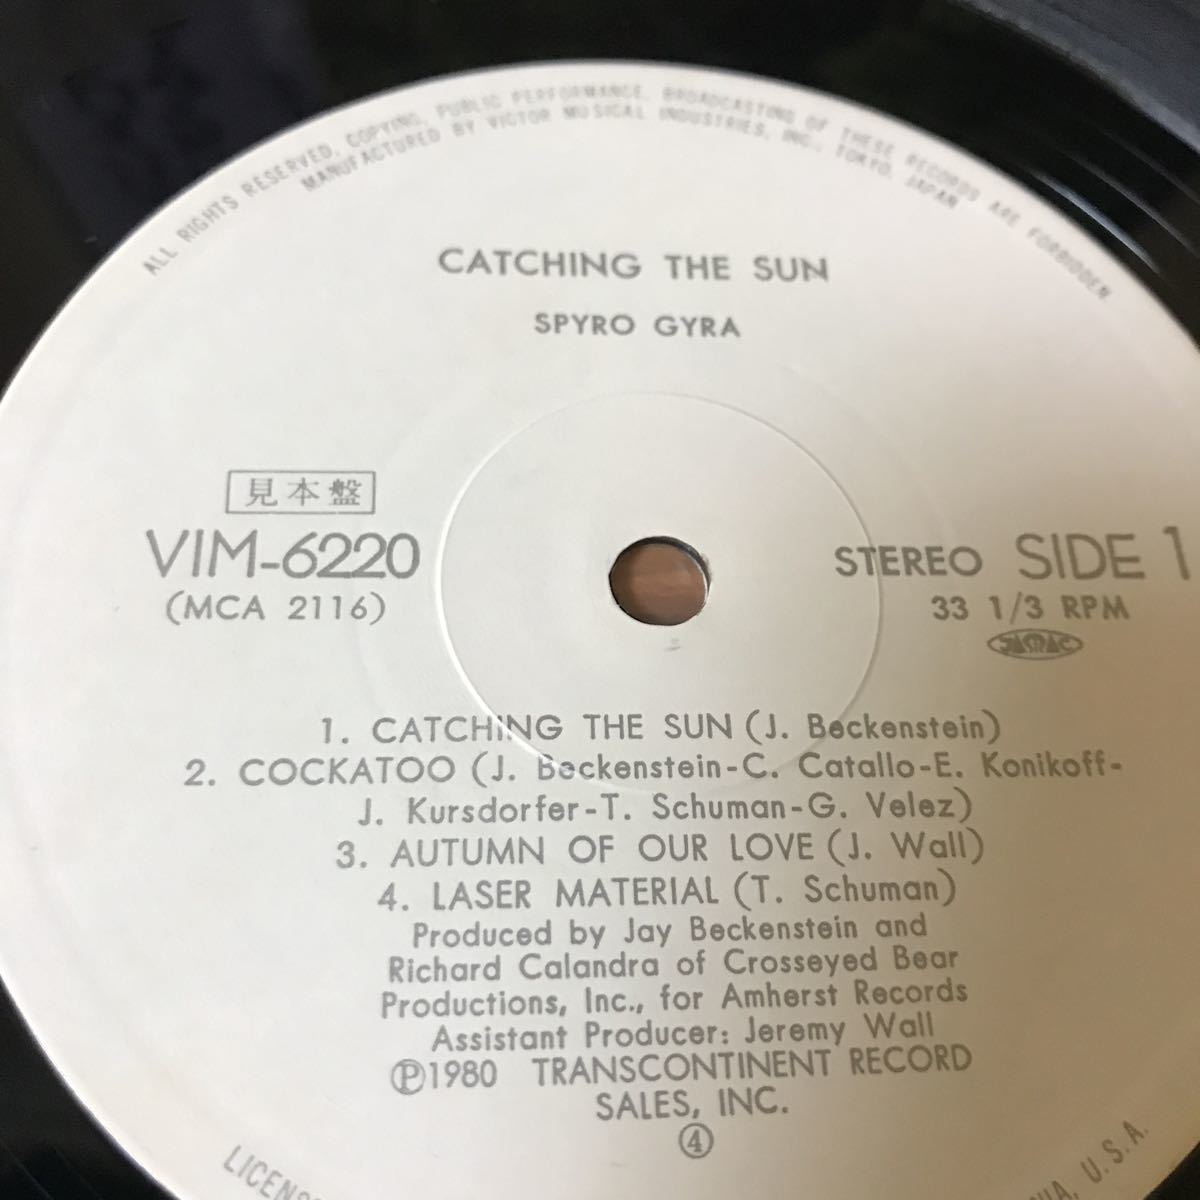 ALL RIGHTS RESERVED, COPYING, PUBLIC PERFORMANCE, BROADCASTING OF THESE RECORDS ARE FORBIDDEN.
MANUFACTURED BY VICTOR MUSICAL INDUSTRIES, INC., TOKYO, JAPAN
CATCHING THE SUN
SPYRO GYRA
見本盤
VIM-6220
(MCA 2116)
STEREO SIDE 1
33 1/3 RPM
JASRAC
1. CATCHING THE SUN (J. Beckenstein)
2. COCKATOO (J. Beckenstein-C. Catallo-E. Konikoff-
J. Kursdorfer-T. Schuman-G. Velez)
3. AUTUMN OF OUR LOVE (J. Wall)
4. LASER MATERIAL (T. Schuman)
Produced by Jay Beckenstein and
Richard Calandra of Crosseyed Bear
Productions, Inc., for Amherst Records
Assistant Producer: Jeremy Wall
Ⓟ1980 TRANSCONTINENT RECORD
SALES, INC.
④
U.S.A.